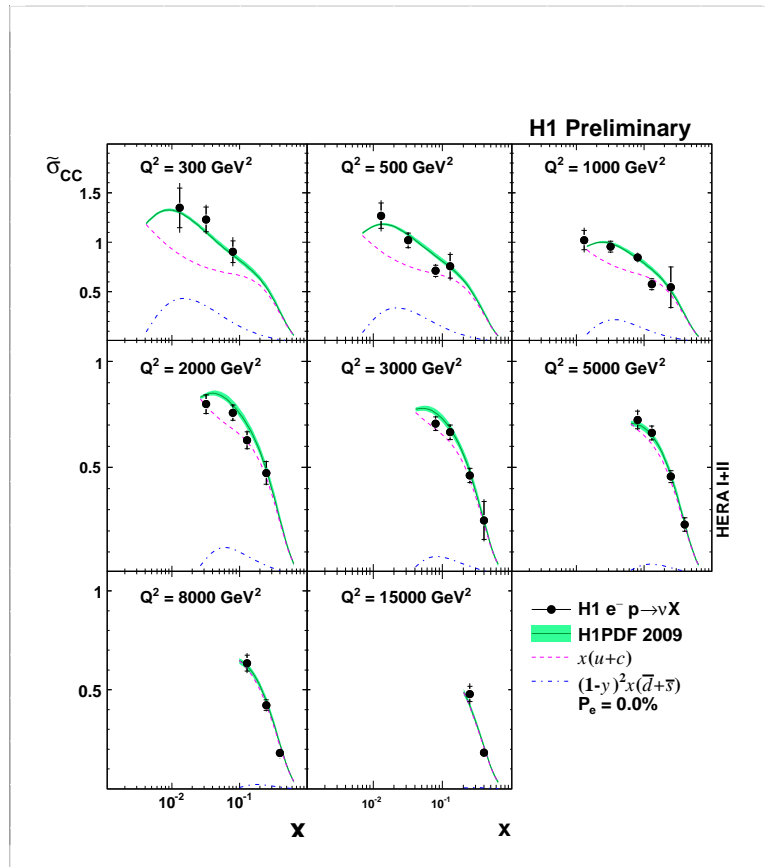 H1 Preliminary
σ̃CC
Q² = 300 GeV²
Q² = 500 GeV²
Q² = 1000 GeV²
1.5
1
0.5
Q² = 2000 GeV²
Q² = 3000 GeV²
Q² = 5000 GeV²
1
0.5
HERA I+II
Q² = 8000 GeV²
Q² = 15000 GeV²
1
0.5
H1 e⁻ p→νX
H1PDF 2009
x(u+c)
(1-y)²x(d̅+s̅)
Pe = 0.0%
10⁻² 10⁻¹ 10⁻² 10⁻¹
x x